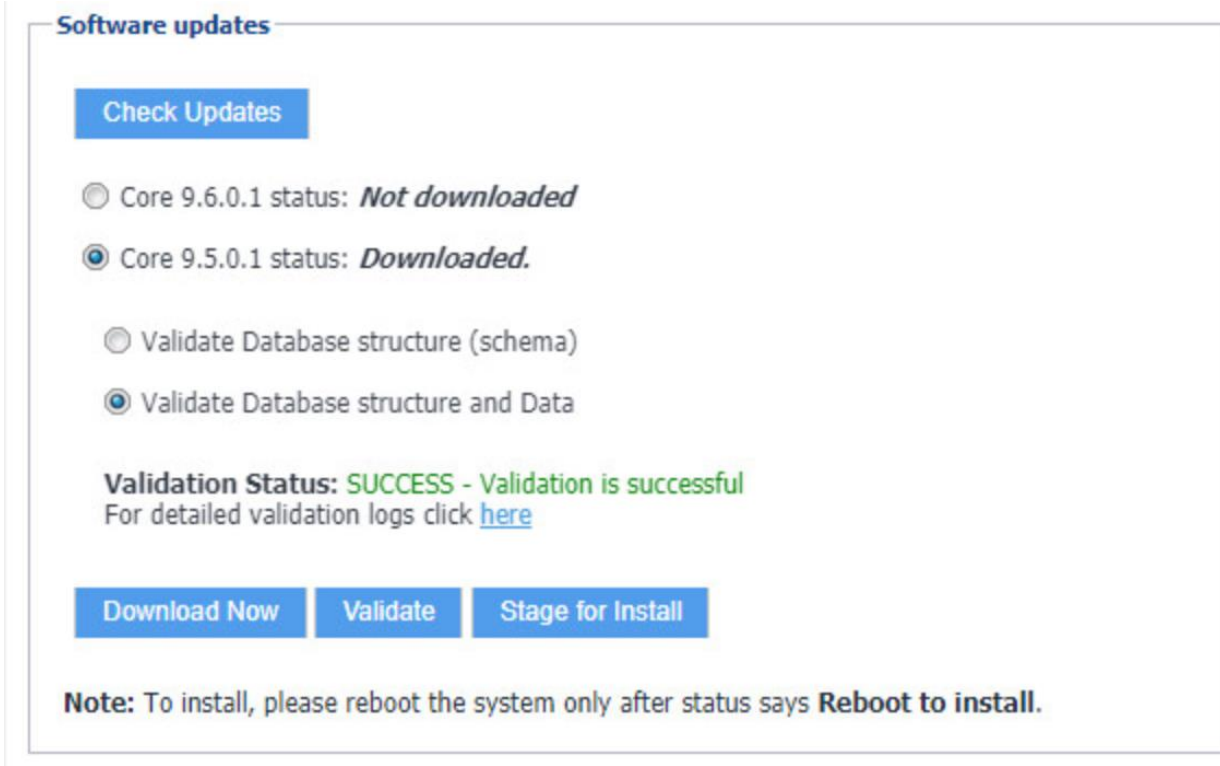 Software updates
Check Updates
Core 9.6.0.1 status: Not downloaded
Core 9.5.0.1 status: Downloaded.
Validate Database structure (schema)
Validate Database structure and Data
Validation Status: SUCCESS - Validation is successful
For detailed validation logs click here
Download Now Validate Stage for Install
Note: To install, please reboot the system only after status says Reboot to install.